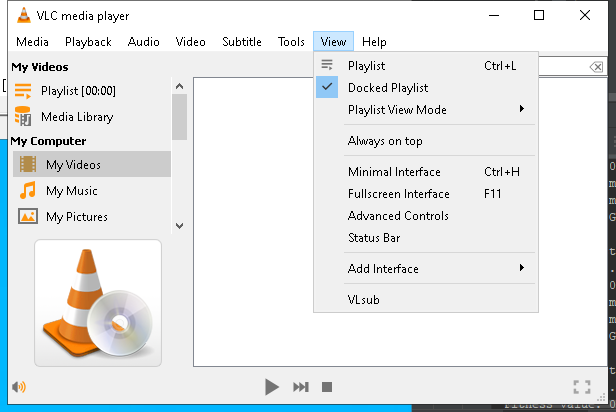 VLC media player
Media Playback Audio Video Subtitle Tools View Help
My Videos
Playlist [00:00]
Media Library
My Computer
My Videos
My Music
My Pictures
Playlist Ctrl+L
Docked Playlist
Playlist View Mode
Always on top
Minimal Interface Ctrl+H
Fullscreen Interface F11
Advanced Controls
Status Bar
Add Interface
VLsub